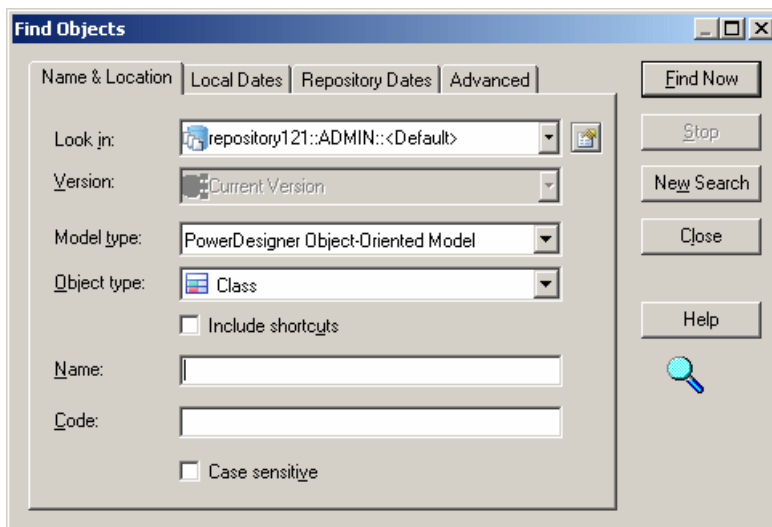 Find Objects
Name & Location Local Dates Repository Dates Advanced
Find Now
Look in: repository121::ADMIN::<Default>
Stop
Version: Current Version
New Search
Model type: PowerDesigner Object-Oriented Model
Close
Object type: Class
Include shortcuts
Help
Name:
Code:
Case sensitive